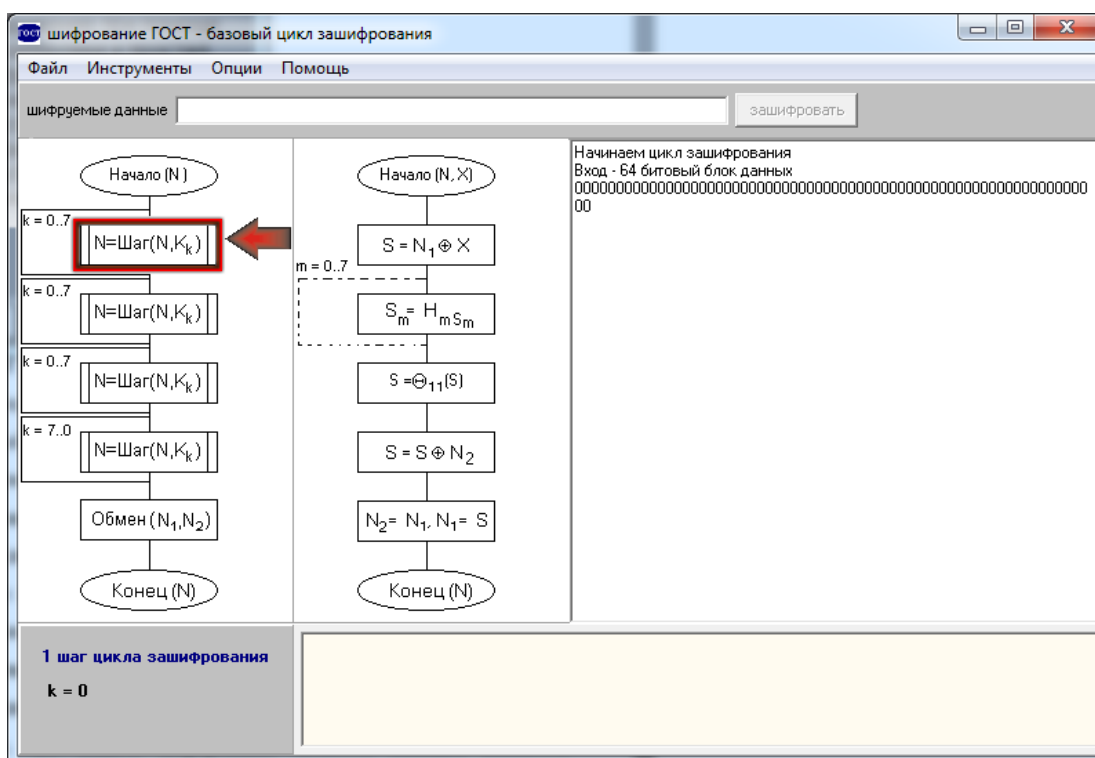 ГОСТ шифрование ГОСТ - базовый цикл зашифрования
Файл Инструменты Опции Помощь
шифруемые данные зашифровать
Начало (N)
k = 0..7
N=Шаг(N,Kk)
k = 0..7
N=Шаг(N,Kk)
k = 0..7
N=Шаг(N,Kk)
k = 7..0
N=Шаг(N,Kk)
Обмен (N1,N2)
Конец (N)
Начало (N, X)
S = N1 ⊕ X
m = 0..7
Sm= HmSm
S =Θ11(S)
S = S ⊕ N2
N2= N1, N1= S
Конец (N)
Начинаем цикл зашифрования
Вход - 64 битовый блок данных
00000000000000000000000000000000000000000000000000000000000000
00
1 шаг цикла зашифрования
k = 0